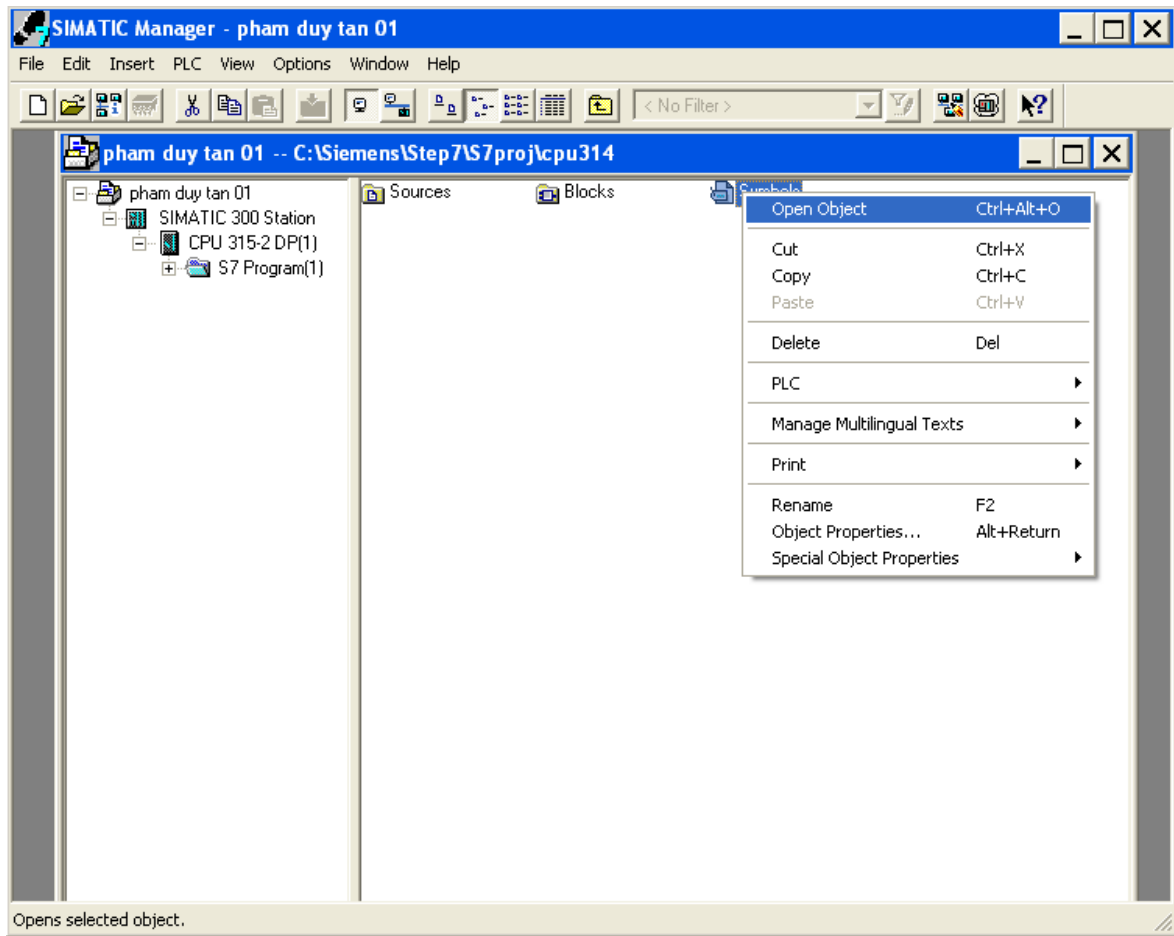 SIMATIC Manager - pham duy tan 01
File Edit Insert PLC View Options Window Help
< No Filter >
pham duy tan 01 -- C:\Siemens\Step7\S7proj\cpu314
pham duy tan 01
SIMATIC 300 Station
CPU 315-2 DP(1)
S7 Program(1)
Sources Blocks Symbols
Open Object Ctrl+Alt+O
Cut Ctrl+X
Copy Ctrl+C
Paste Ctrl+V
Delete Del
PLC
Manage Multilingual Texts
Print
Rename F2
Object Properties... Alt+Return
Special Object Properties
Opens selected object.